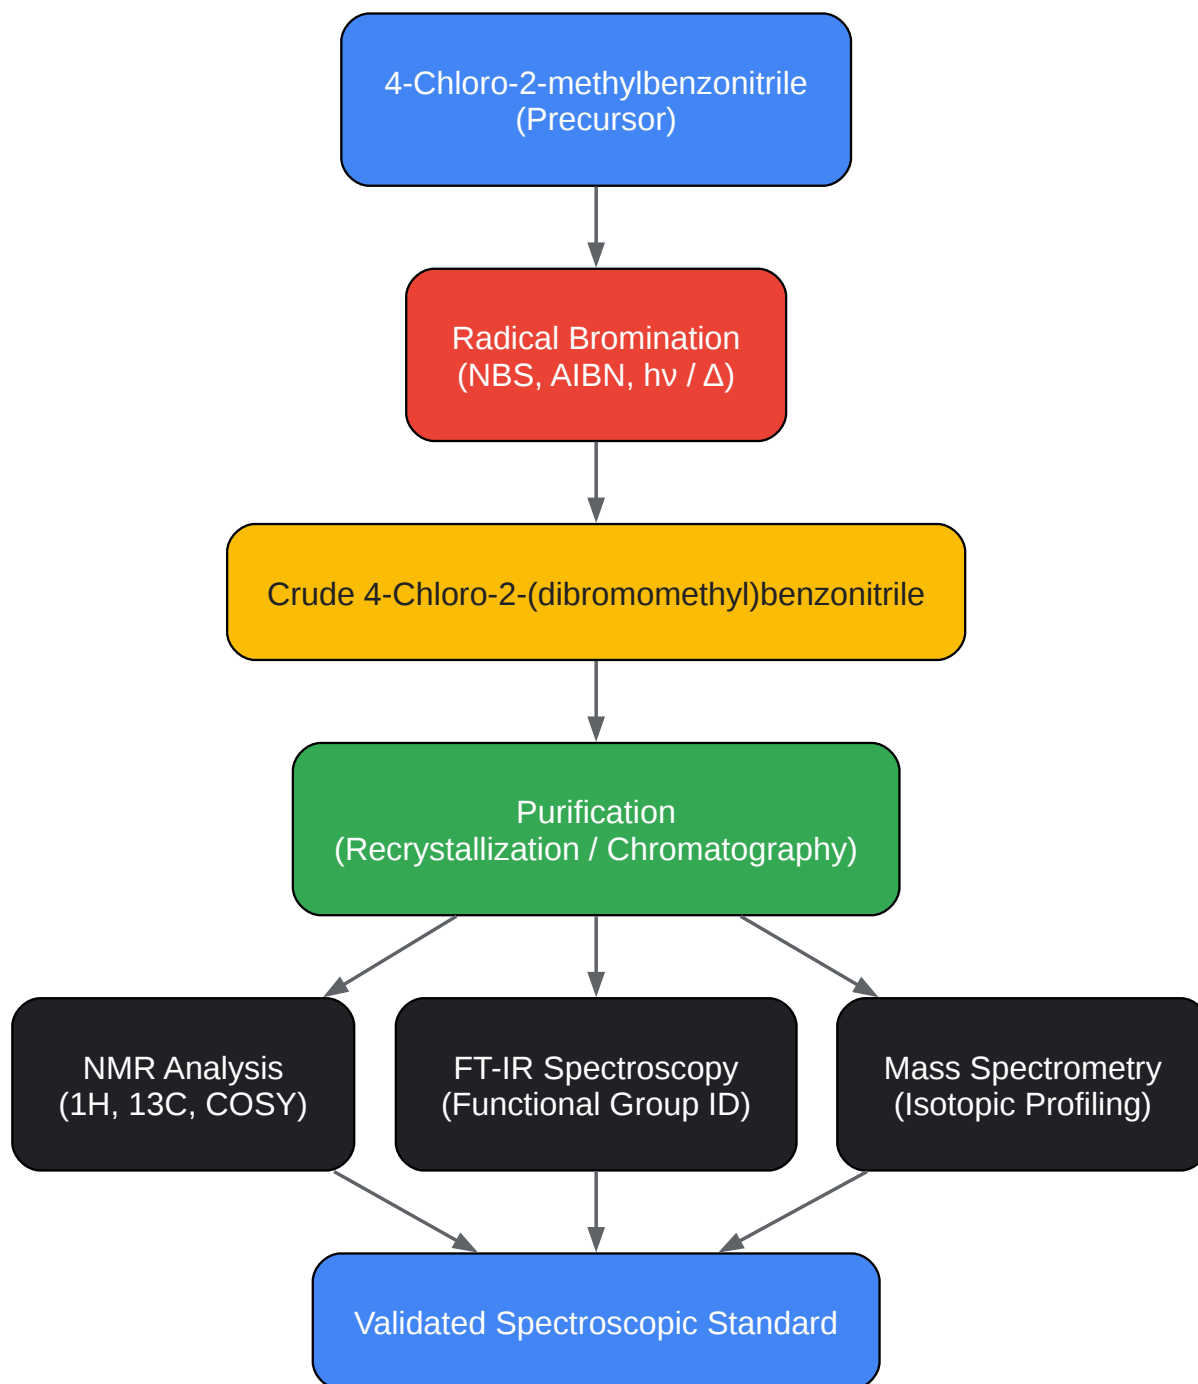 4-Chloro-2-methylbenzonitrile
(Precursor)
Radical Bromination
(NBS, AIBN, hν / Δ)
Crude 4-Chloro-2-(dibromomethyl)benzonitrile
Purification
(Recrystallization / Chromatography)
NMR Analysis
(1H, 13C, COSY)
FT-IR Spectroscopy
(Functional Group ID)
Mass Spectrometry
(Isotopic Profiling)
Validated Spectroscopic Standard